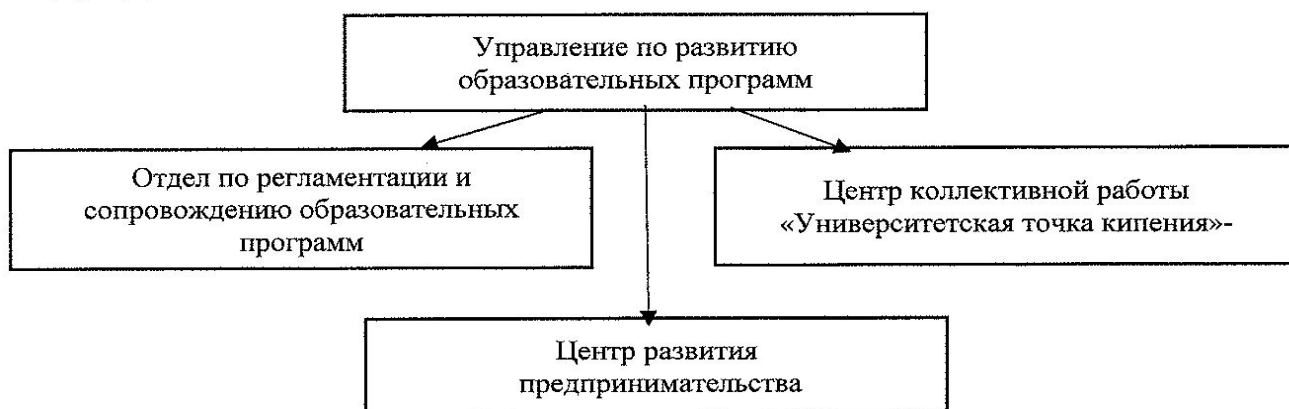 Управление по развитию
образовательных программ
Отдел по регламентации и
сопровождению образовательных
программ
Центр коллективной работы
«Университетская точка кипения»-
Центр развития
предпринимательства